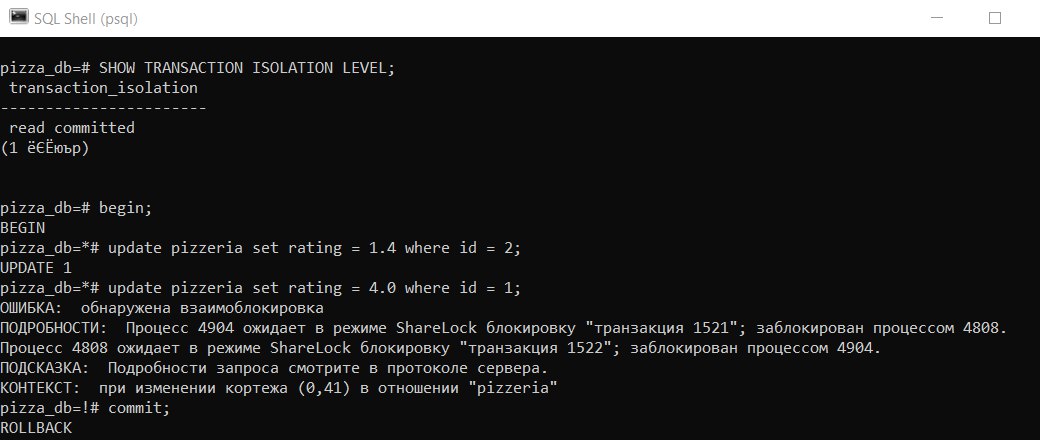 SQL Shell (psql)
pizza_db=# SHOW TRANSACTION ISOLATION LEVEL;
transaction_isolation
-----------------------
read committed
(1 ёЄЁюър)
pizza_db=# begin;
BEGIN
pizza_db=*# update pizzeria set rating = 1.4 where id = 2;
UPDATE 1
pizza_db=*# update pizzeria set rating = 4.0 where id = 1;
ОШИБКА:  обнаружена взаимоблокировка
ПОДРОБНОСТИ:  Процесс 4904 ожидает в режиме ShareLock блокировку "транзакция 1521"; заблокирован процессом 4808.
Процесс 4808 ожидает в режиме ShareLock блокировку "транзакция 1522"; заблокирован процессом 4904.
ПОДСКАЗКА:  Подробности запроса смотрите в протоколе сервера.
КОНТЕКСТ:  при изменении кортежа (0,41) в отношении "pizzeria"
pizza_db=!# commit;
ROLLBACK